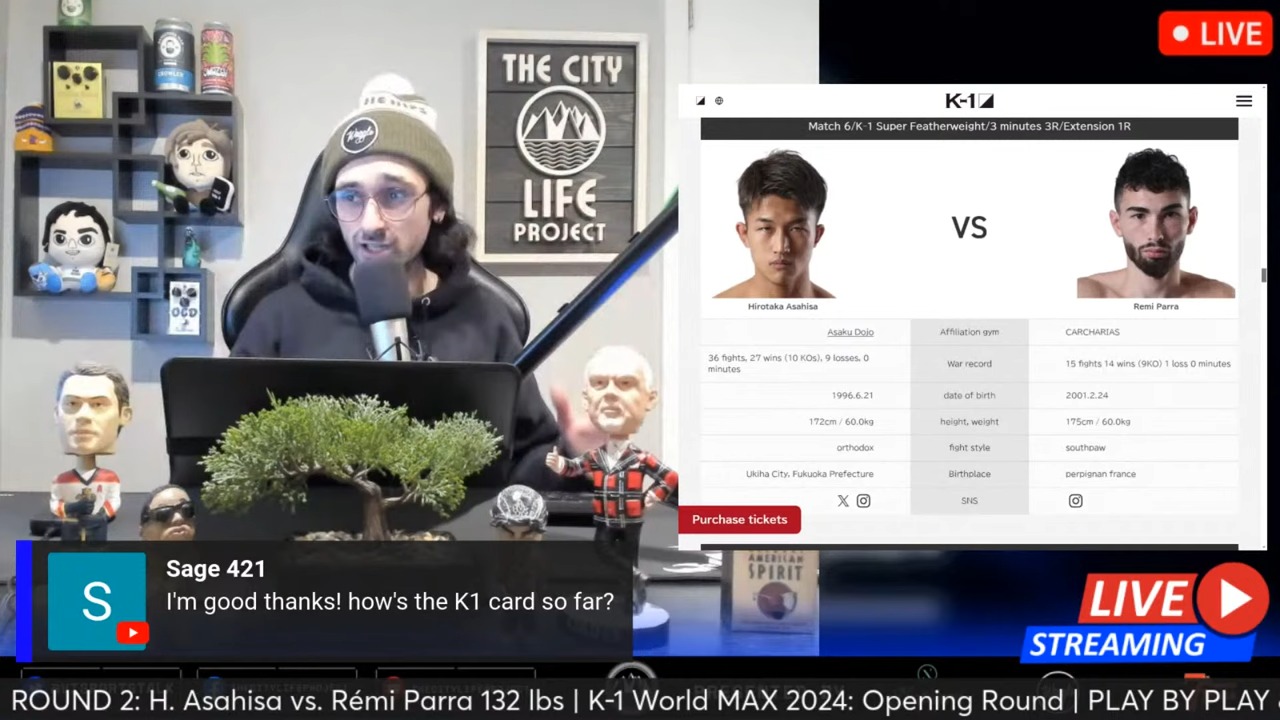 LIVE
THE CITY
LIFE
PROJECT
Waggle
OCD
K-1
Match 6/K-1 Super Featherweight/3 minutes 3R/Extension 1R
VS
Hirotaka Asahisa
Remi Parra
Asaku Dojo
Affiliation gym
CARCHARIAS
36 fights, 27 wins (10 KOs), 9 losses, 0
minutes
War record
15 fights 14 wins (9KO) 1 loss 0 minutes
1996.6.21
date of birth
2001.2.24
172cm / 60.0kg
height, weight
175cm / 60.0kg
orthodox
fight style
southpaw
Ukiha City, Fukuoka Prefecture
Birthplace
perpignan france
SNS
Purchase tickets
AMERICAN
SPIRIT
S
Sage 421
I'm good thanks! how's the K1 card so far?
LIVE
STREAMING
ROUND 2: H. Asahisa vs. Rémi Parra 132 lbs | K-1 World MAX 2024: Opening Round | PLAY BY PLAY